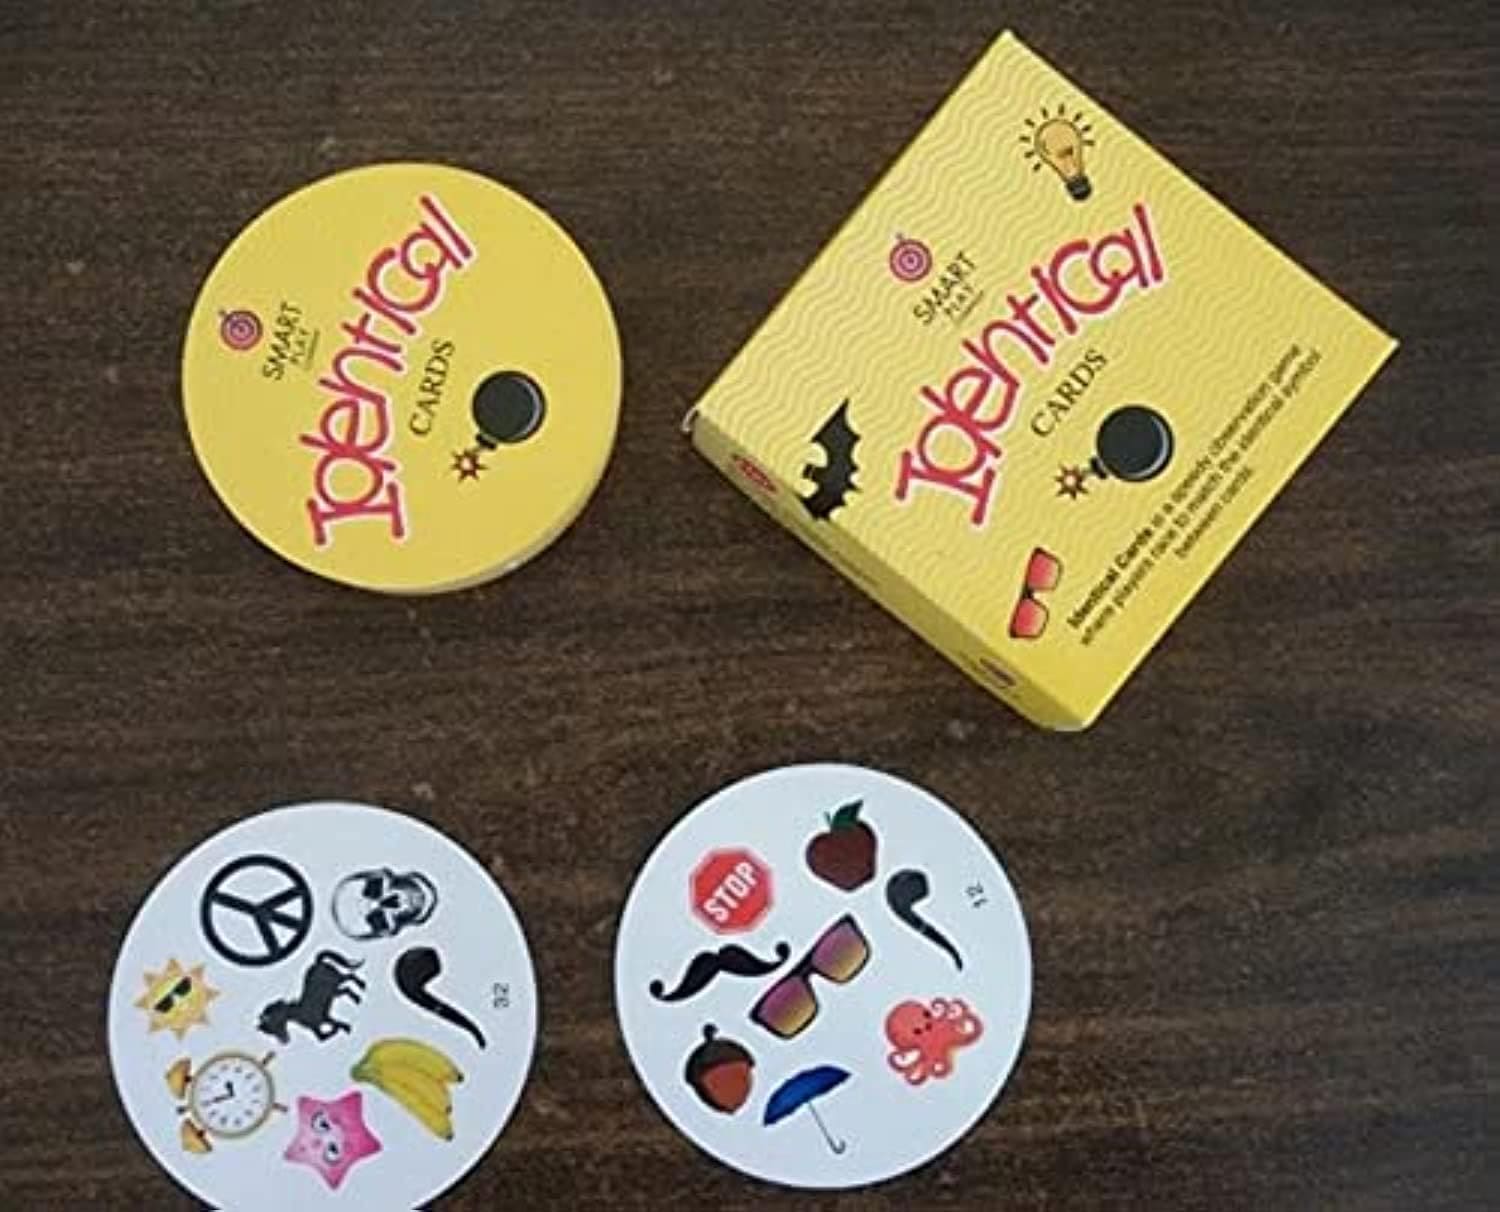 SMART
PLAY
Identical
CARDS
SMART
PLAY
Identical
CARDS
Identical Cards is a speedy observation game
where players race to match the identical symbol
between cards
32
STOP
12